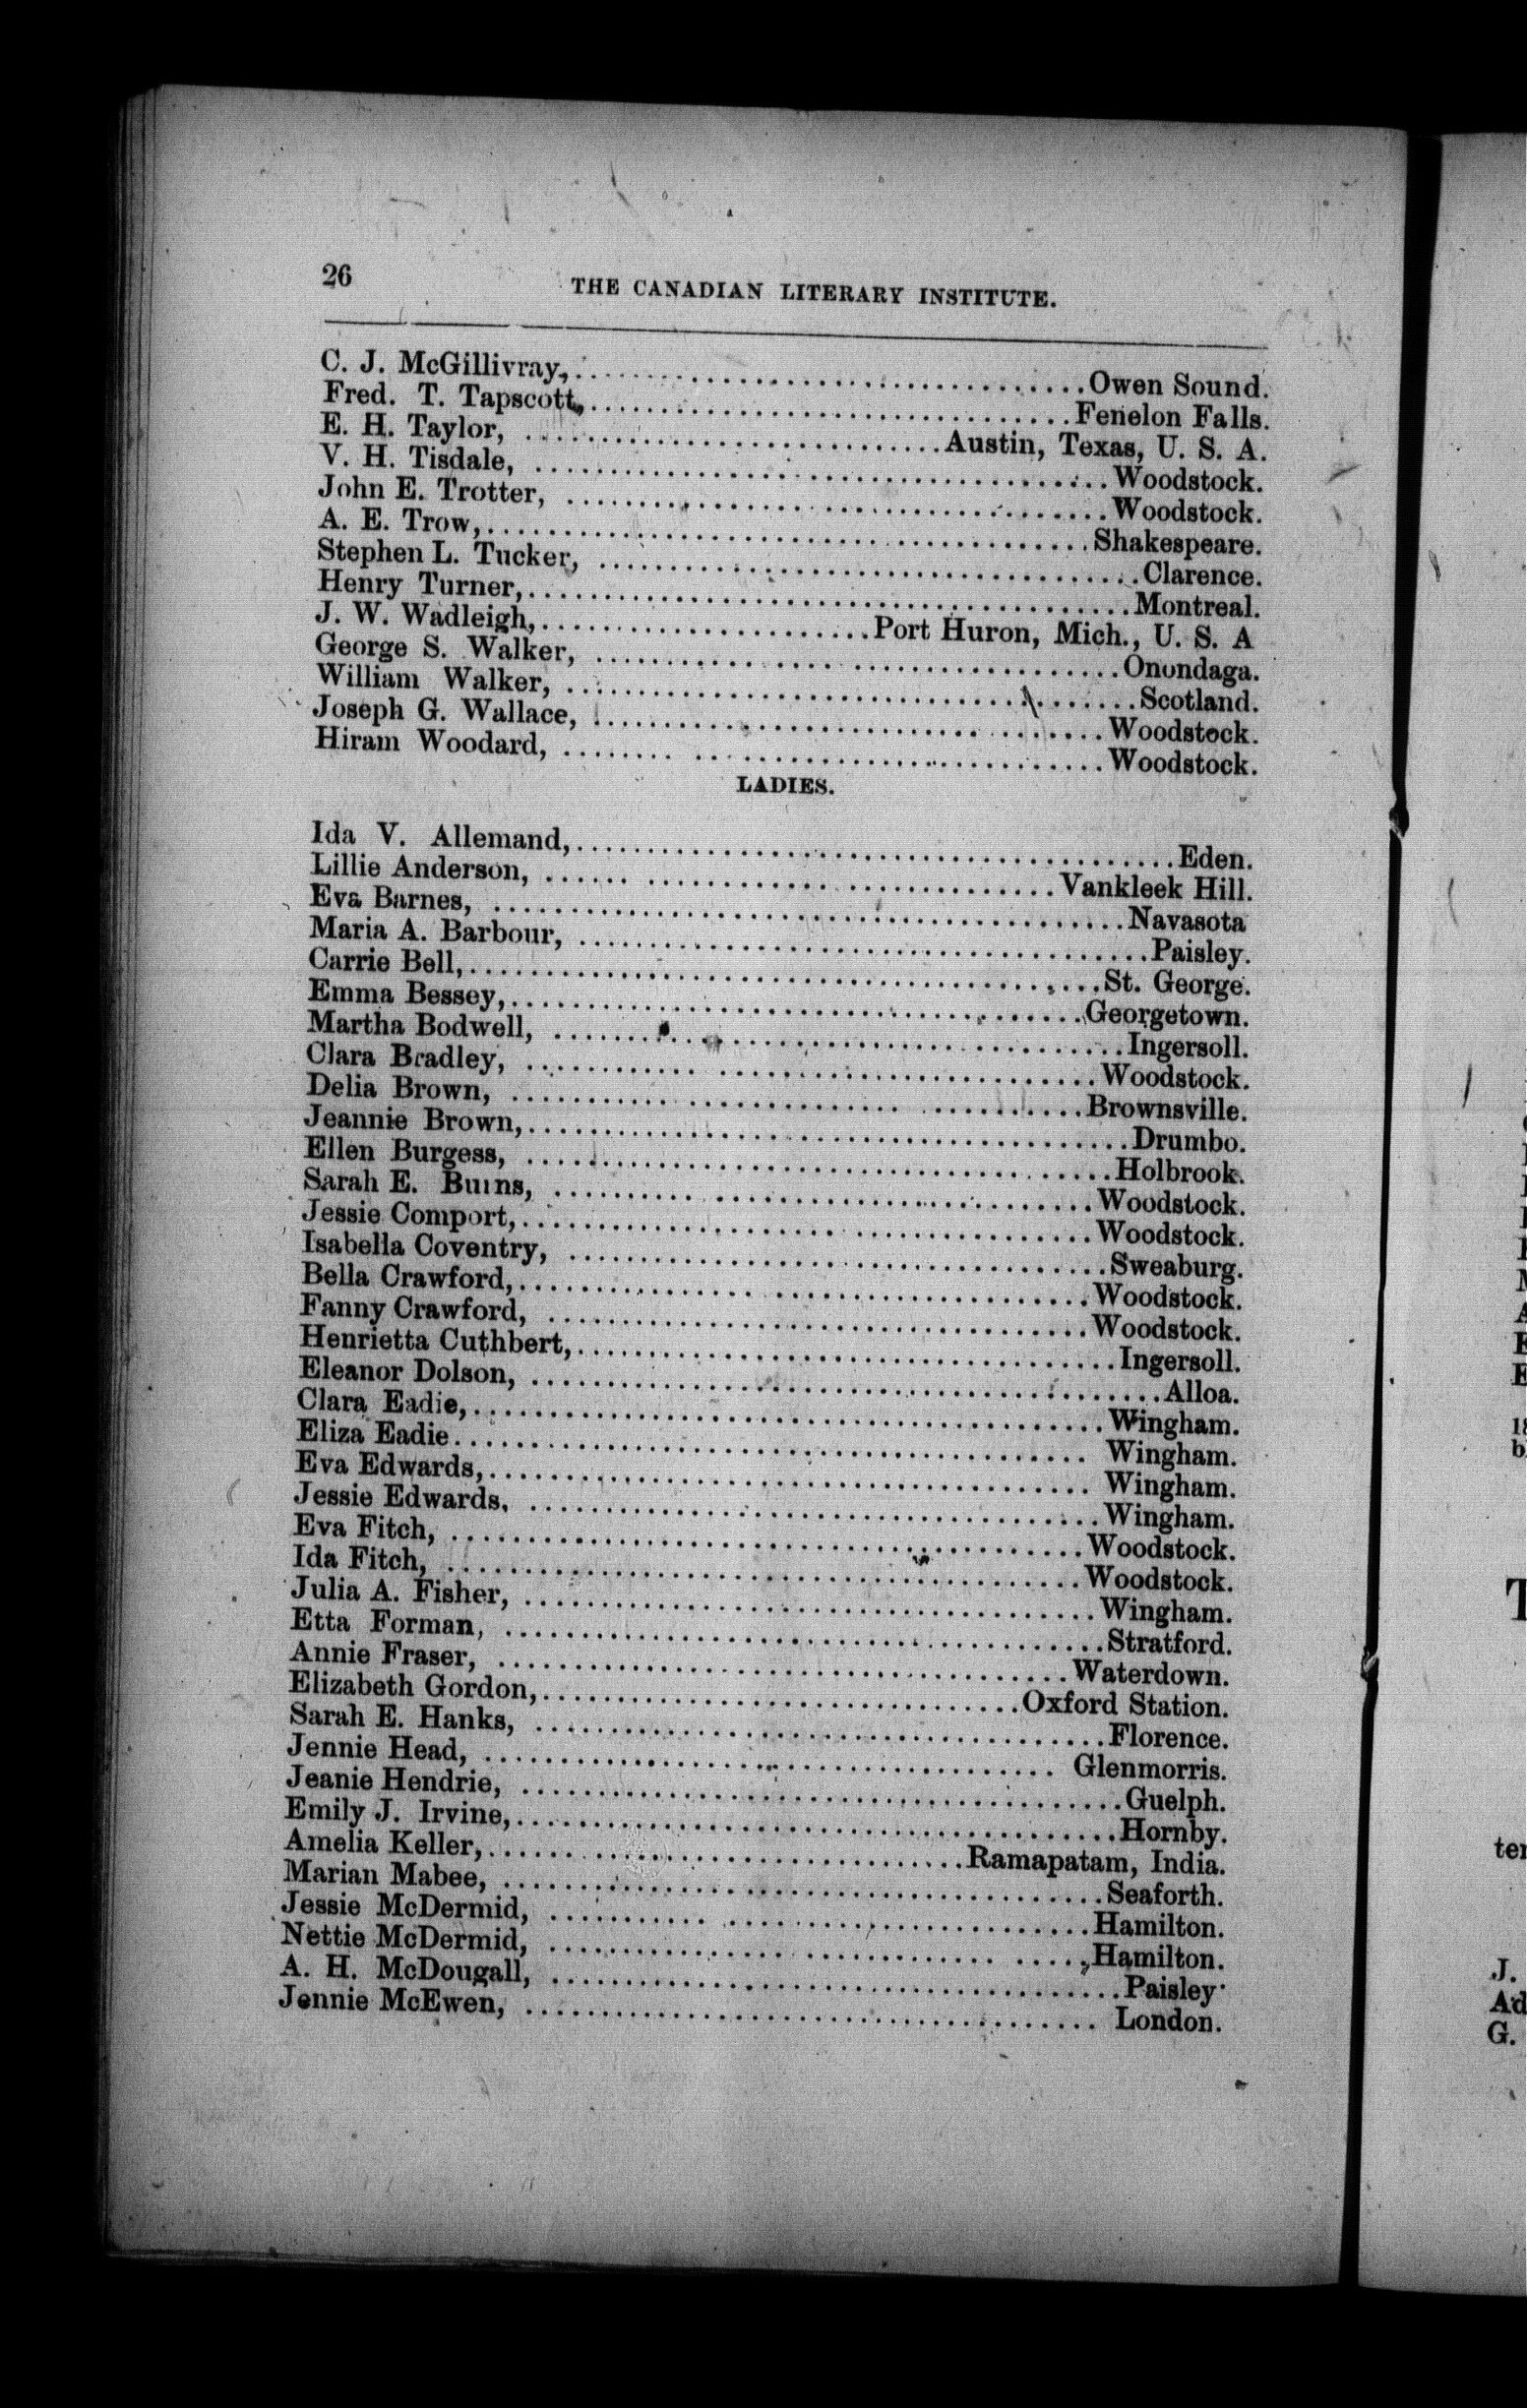 26 THE CANADIAN LITERARY INSTITUTE.
C. J. McGillivray, ........ Owen Sound.
Fred. T. Tapscott, ........ Fenelon Falls.
E. H. Taylor, ........ Austin, Texas, U. S. A.
V. H. Tisdale, ........ Woodstock.
John E. Trotter, ........ Woodstock.
A. E. Trow, ........ Shakespeare.
Stephen L. Tucker, ........ Clarence.
Henry Turner, ........ Montreal.
J. W. Wadleigh, ........ Port Huron, Mich., U. S. A
George S. Walker, ........ Onondaga.
William Walker, ........ Scotland.
Joseph G. Wallace, ........ Woodstock.
Hiram Woodard, ........ Woodstock.
LADIES.
Ida V. Allemand, ........ Eden.
Lillie Anderson, ........ Vankleek Hill.
Eva Barnes, ........ Navasota
Maria A. Barbour, ........ Paisley.
Carrie Bell, ........ St. George.
Emma Bessey, ........ Georgetown.
Martha Bodwell, ........ Ingersoll.
Clara Bradley, ........ Woodstock.
Delia Brown, ........ Brownsville.
Jeannie Brown, ........ Drumbo.
Ellen Burgess, ........ Holbrook.
Sarah E. Burns, ........ Woodstock.
Jessie Comport, ........ Woodstock.
Isabella Coventry, ........ Sweaburg.
Bella Crawford, ........ Woodstock.
Fanny Crawford, ........ Woodstock.
Henrietta Cuthbert, ........ Ingersoll.
Eleanor Dolson, ........ Alloa.
Clara Eadie, ........ Wingham.
Eliza Eadie ........ Wingham.
Eva Edwards, ........ Wingham.
Jessie Edwards, ........ Wingham.
Eva Fitch, ........ Woodstock.
Ida Fitch, ........ Woodstock.
Julia A. Fisher, ........ Wingham.
Etta Forman, ........ Stratford.
Annie Fraser, ........ Waterdown.
Elizabeth Gordon, ........ Oxford Station.
Sarah E. Hanks, ........ Florence.
Jennie Head, ........ Glenmorris.
Jeanie Hendrie, ........ Guelph.
Emily J. Irvine, ........ Hornby.
Amelia Keller, ........ Ramapatam, India.
Marian Mabee, ........ Seaforth.
Jessie McDermid, ........ Hamilton.
Nettie McDermid, ........ Hamilton.
A. H. McDougall, ........ Paisley
Jennie McEwen, ........ London.